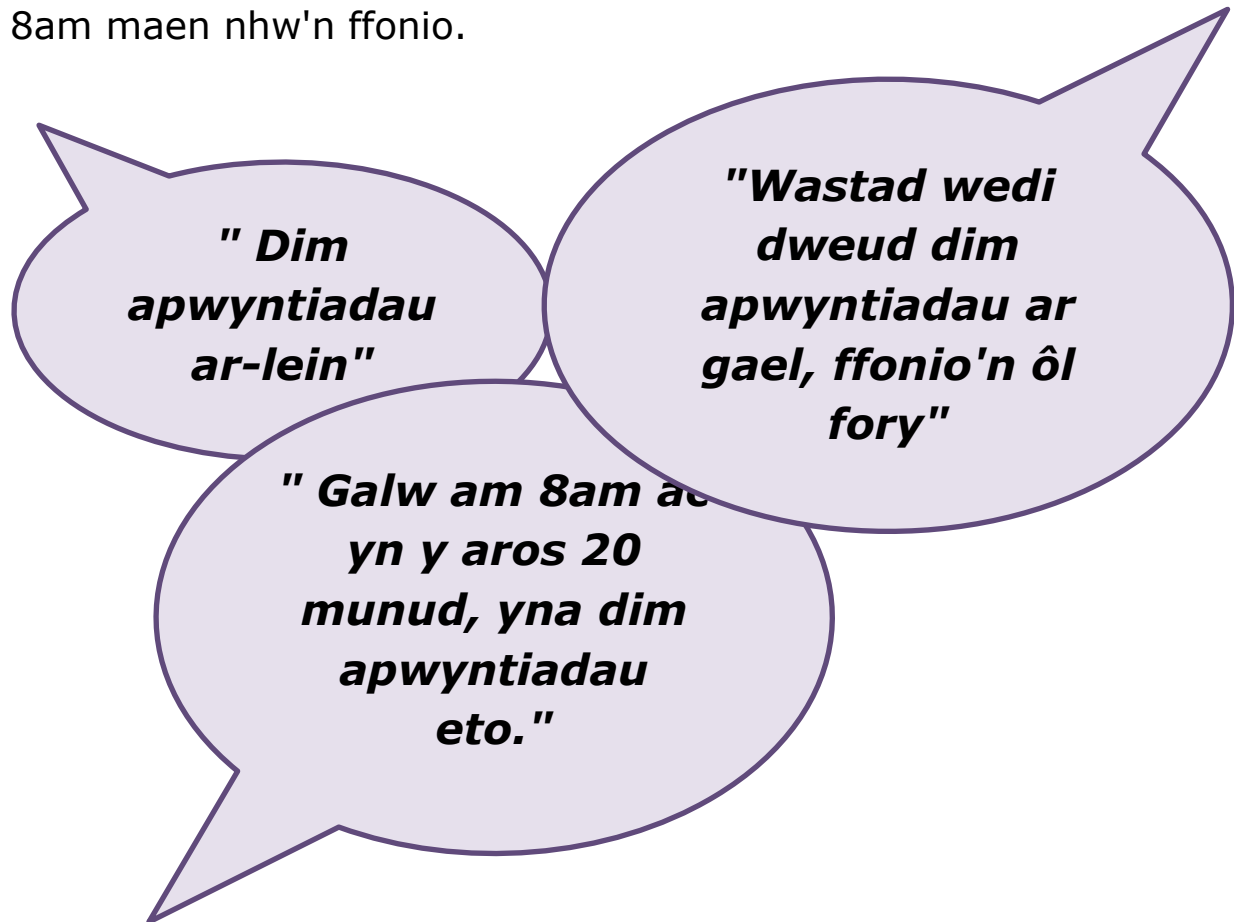 8am maen nhw'n ffonio.
" Dim
apwyntiadau
ar-lein"
"Wastad wedi
dweud dim
apwyntiadau ar
gael, ffonio'n ôl
fory"
" Galw am 8am ac
yn y aros 20
munud, yna dim
apwyntiadau
eto."